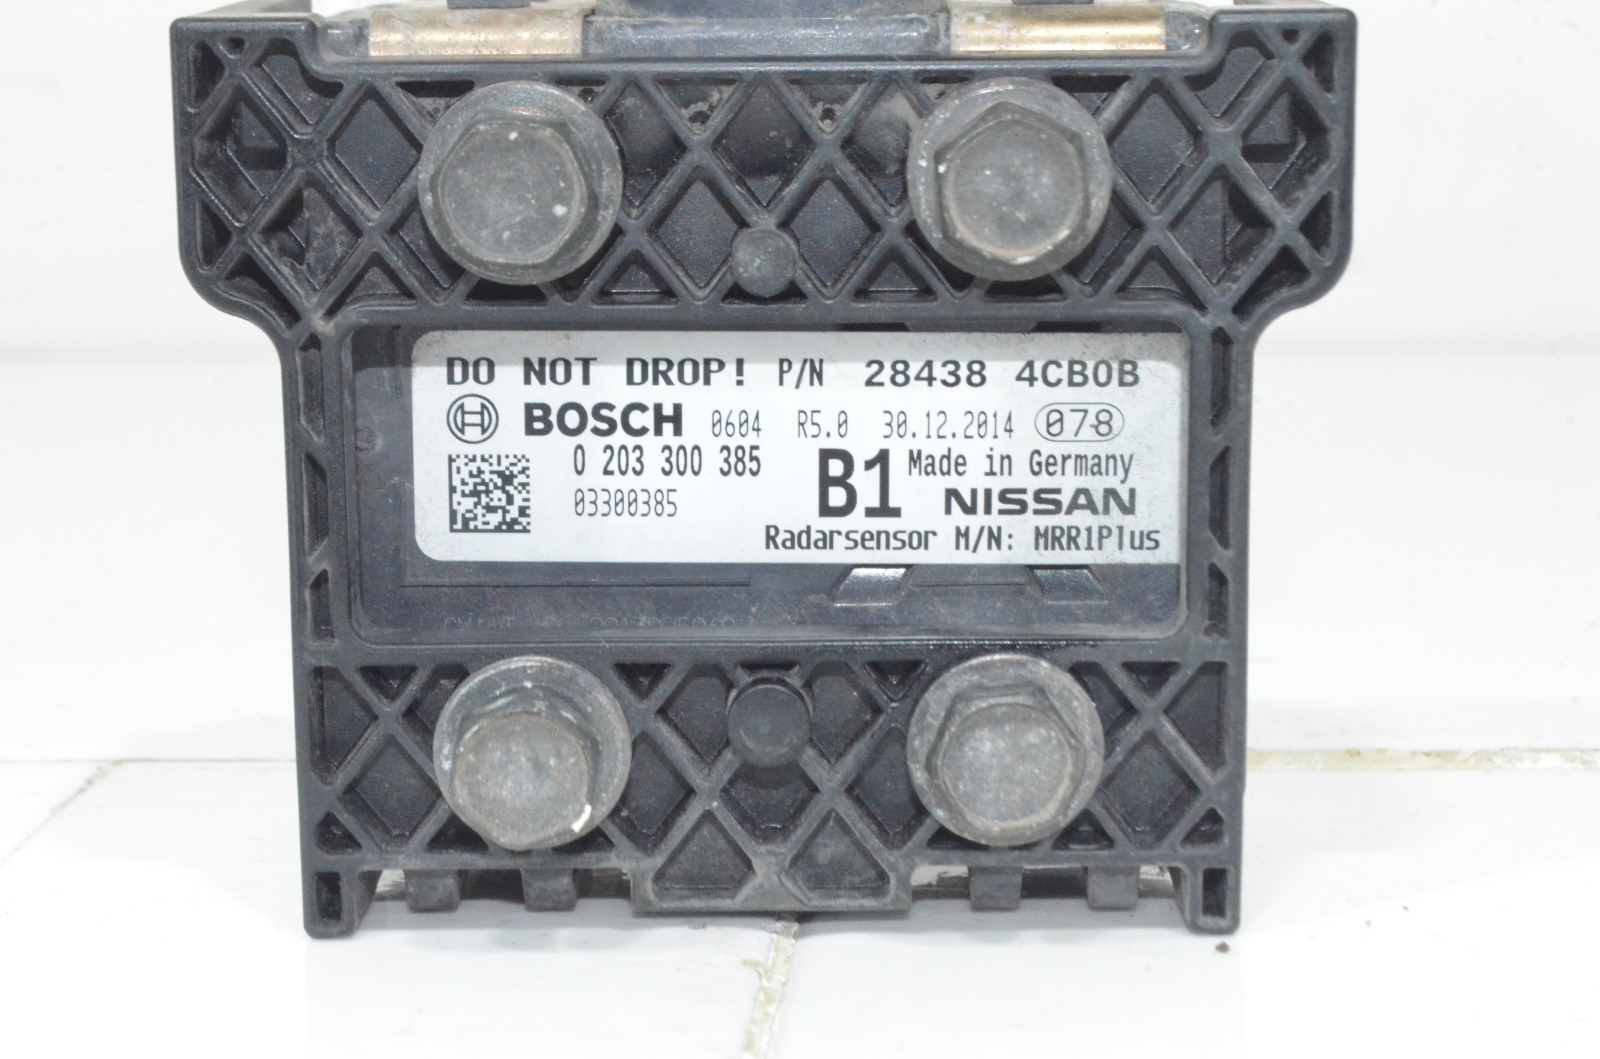 DO NOT DROP! P/N 28438 4CB0B
BOSCH 0604 R5.0 30.12.2014 078
0 203 300 385 B1 Made in Germany
03300385 NISSAN
Radarsensor M/N: MRR1Plus